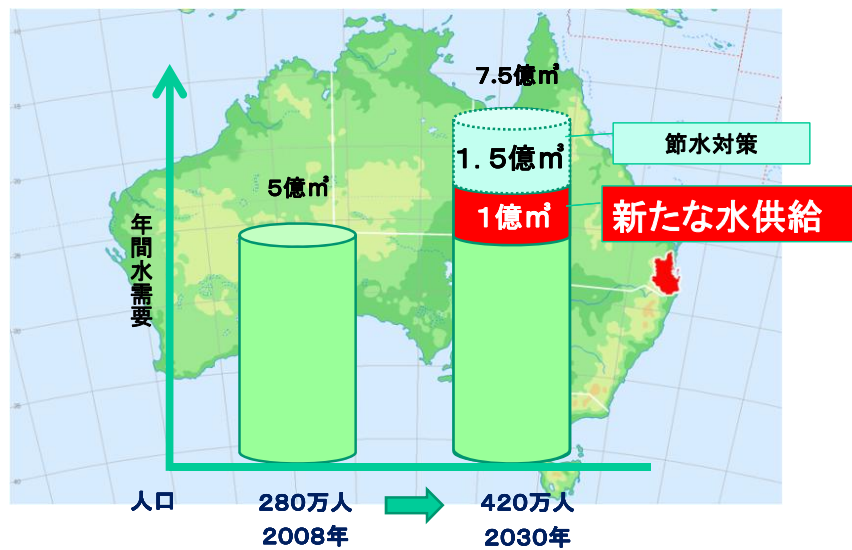 7.5億㎥
1.5億㎥
節水対策
5億㎥
1億㎥
新たな水供給
年間水需要
人口
280万人
420万人
2008年
2030年